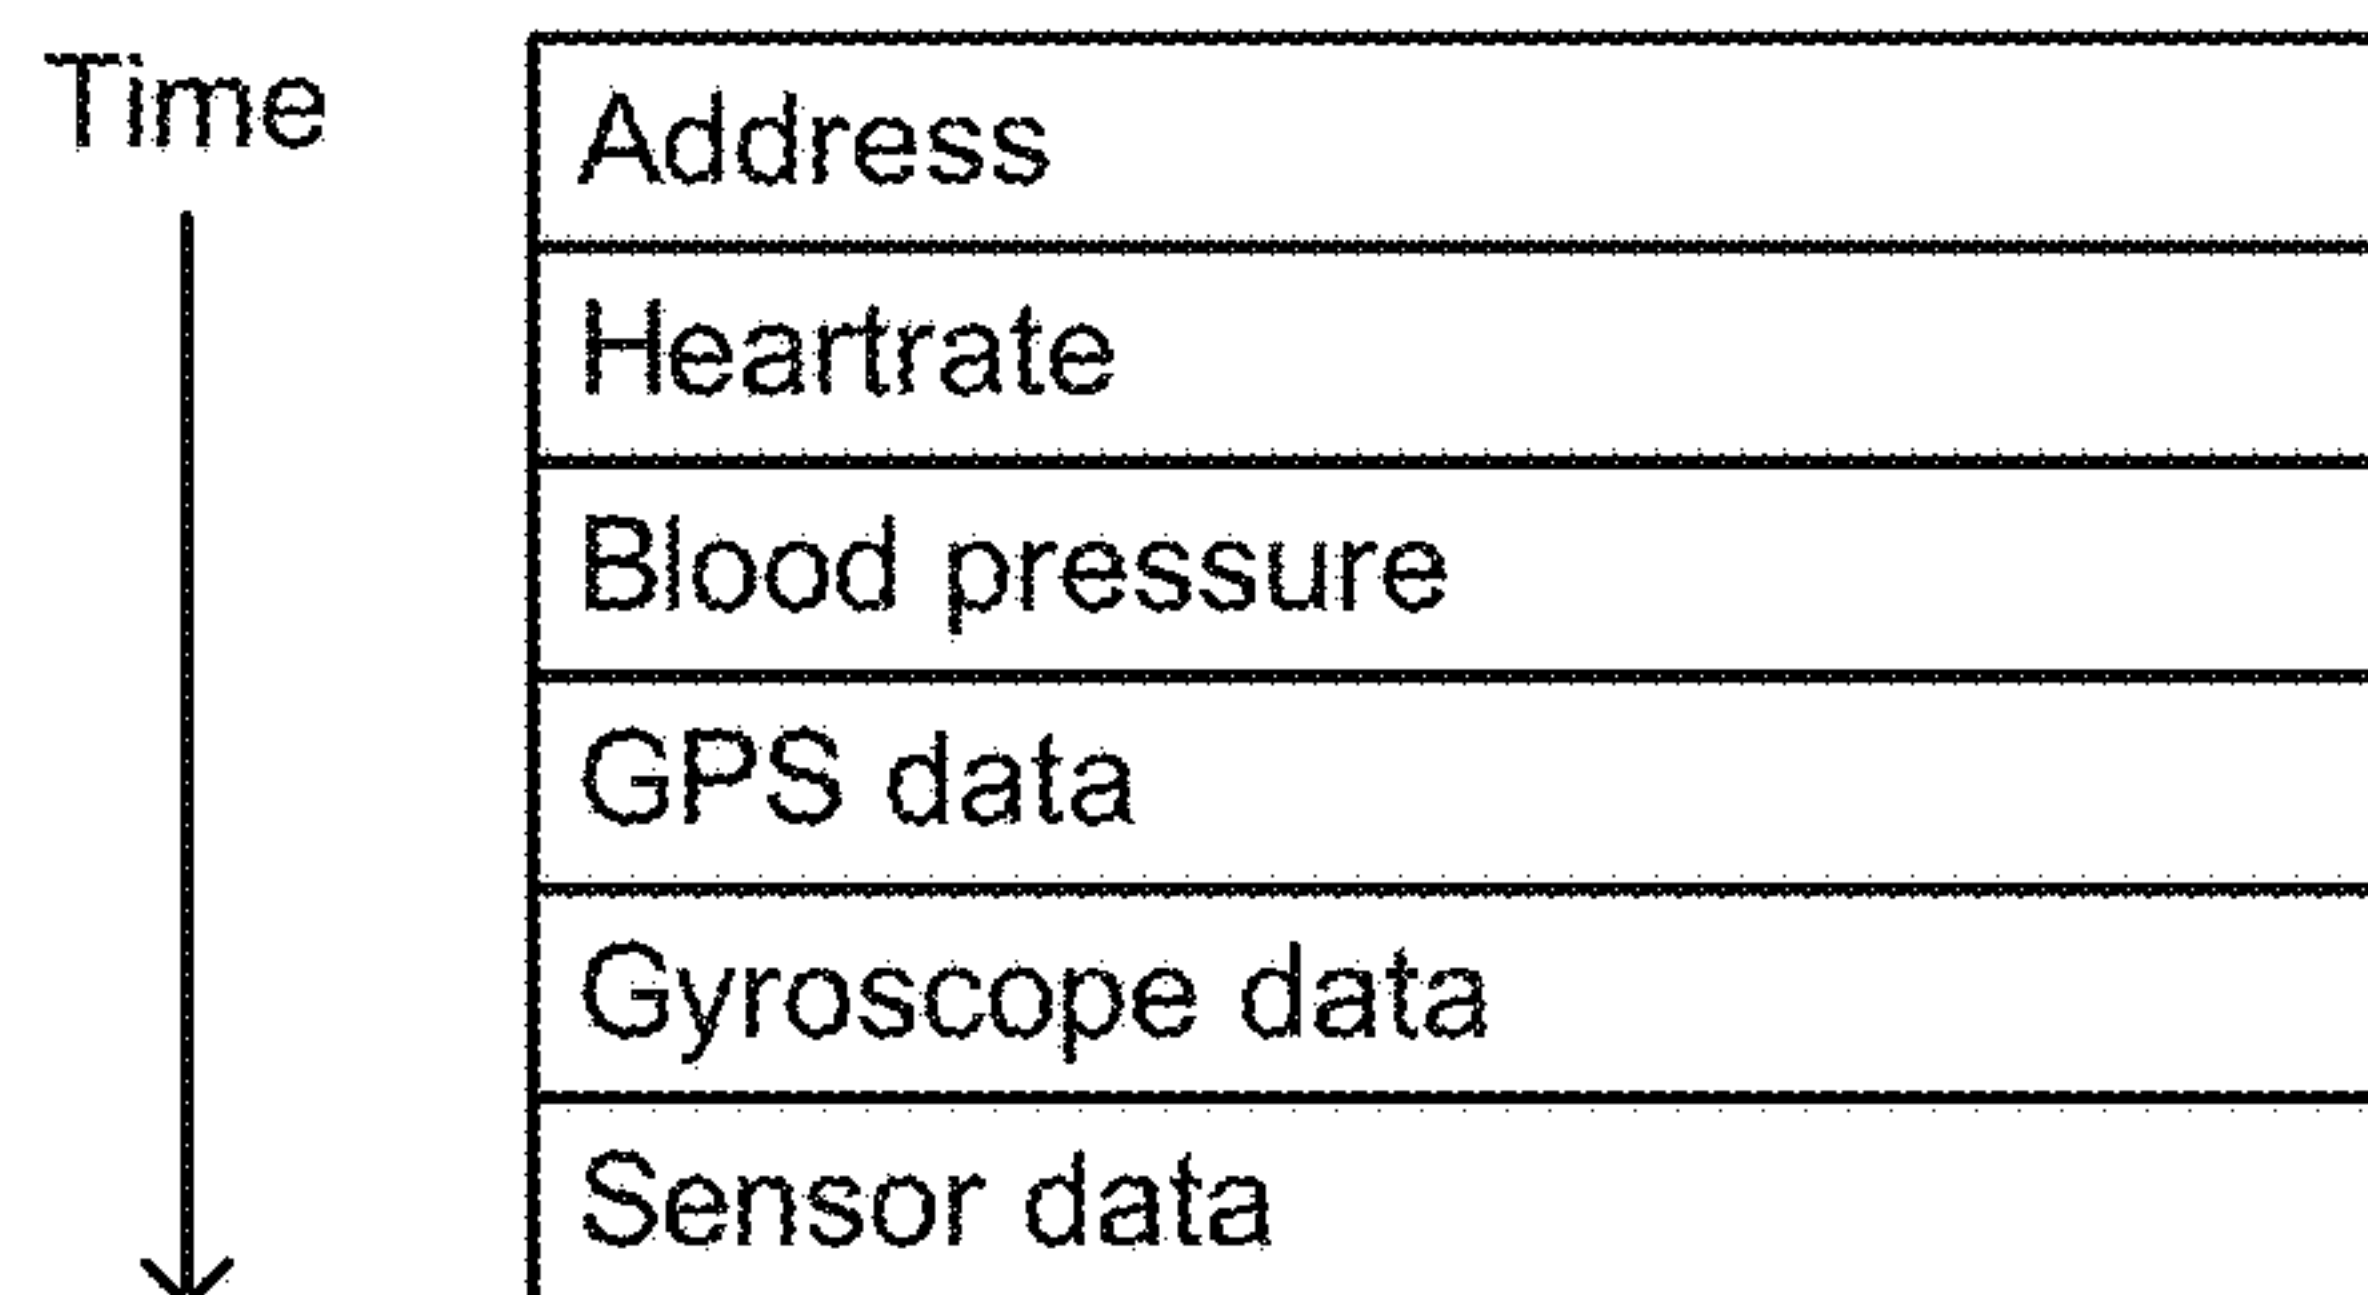 Time
Address
Heartrate
Blood pressure
GPS data
Gyroscope data
Sensor data